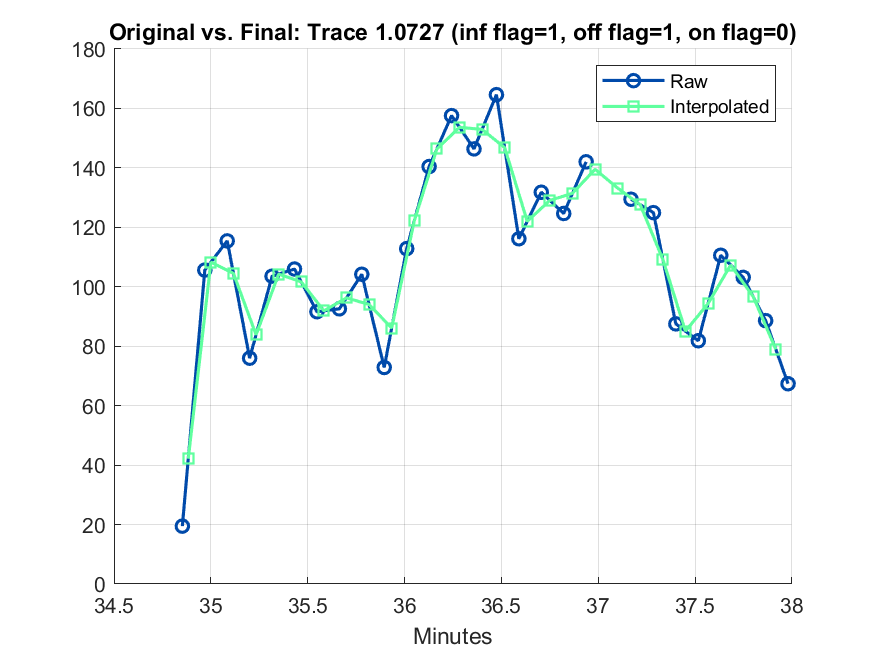 Original vs. Final: Trace 1.0727 (inf flag=1, off flag=1, on flag=0)
180
160
140
120
100
80
60
40
20
0
Raw
Interpolated
34.5 35 35.5 36 36.5 37 37.5 38
Minutes